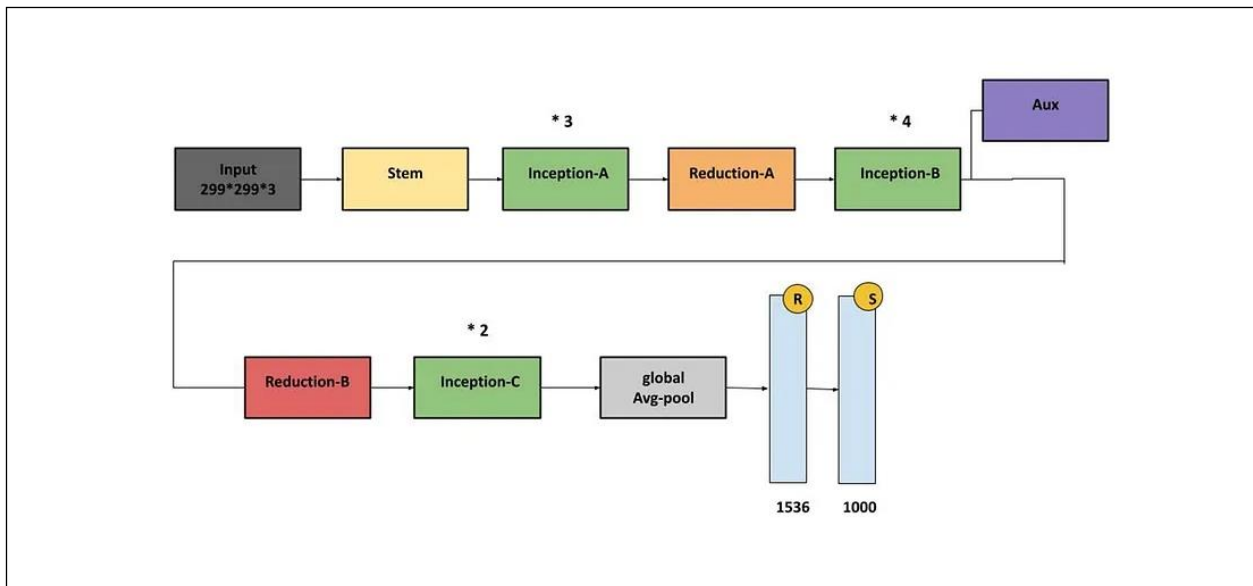 Aux
* 3
* 4
Input
299*299*3
Stem
Inception-A
Reduction-A
Inception-B
R
S
* 2
Reduction-B
Inception-C
global
Avg-pool
1536
1000